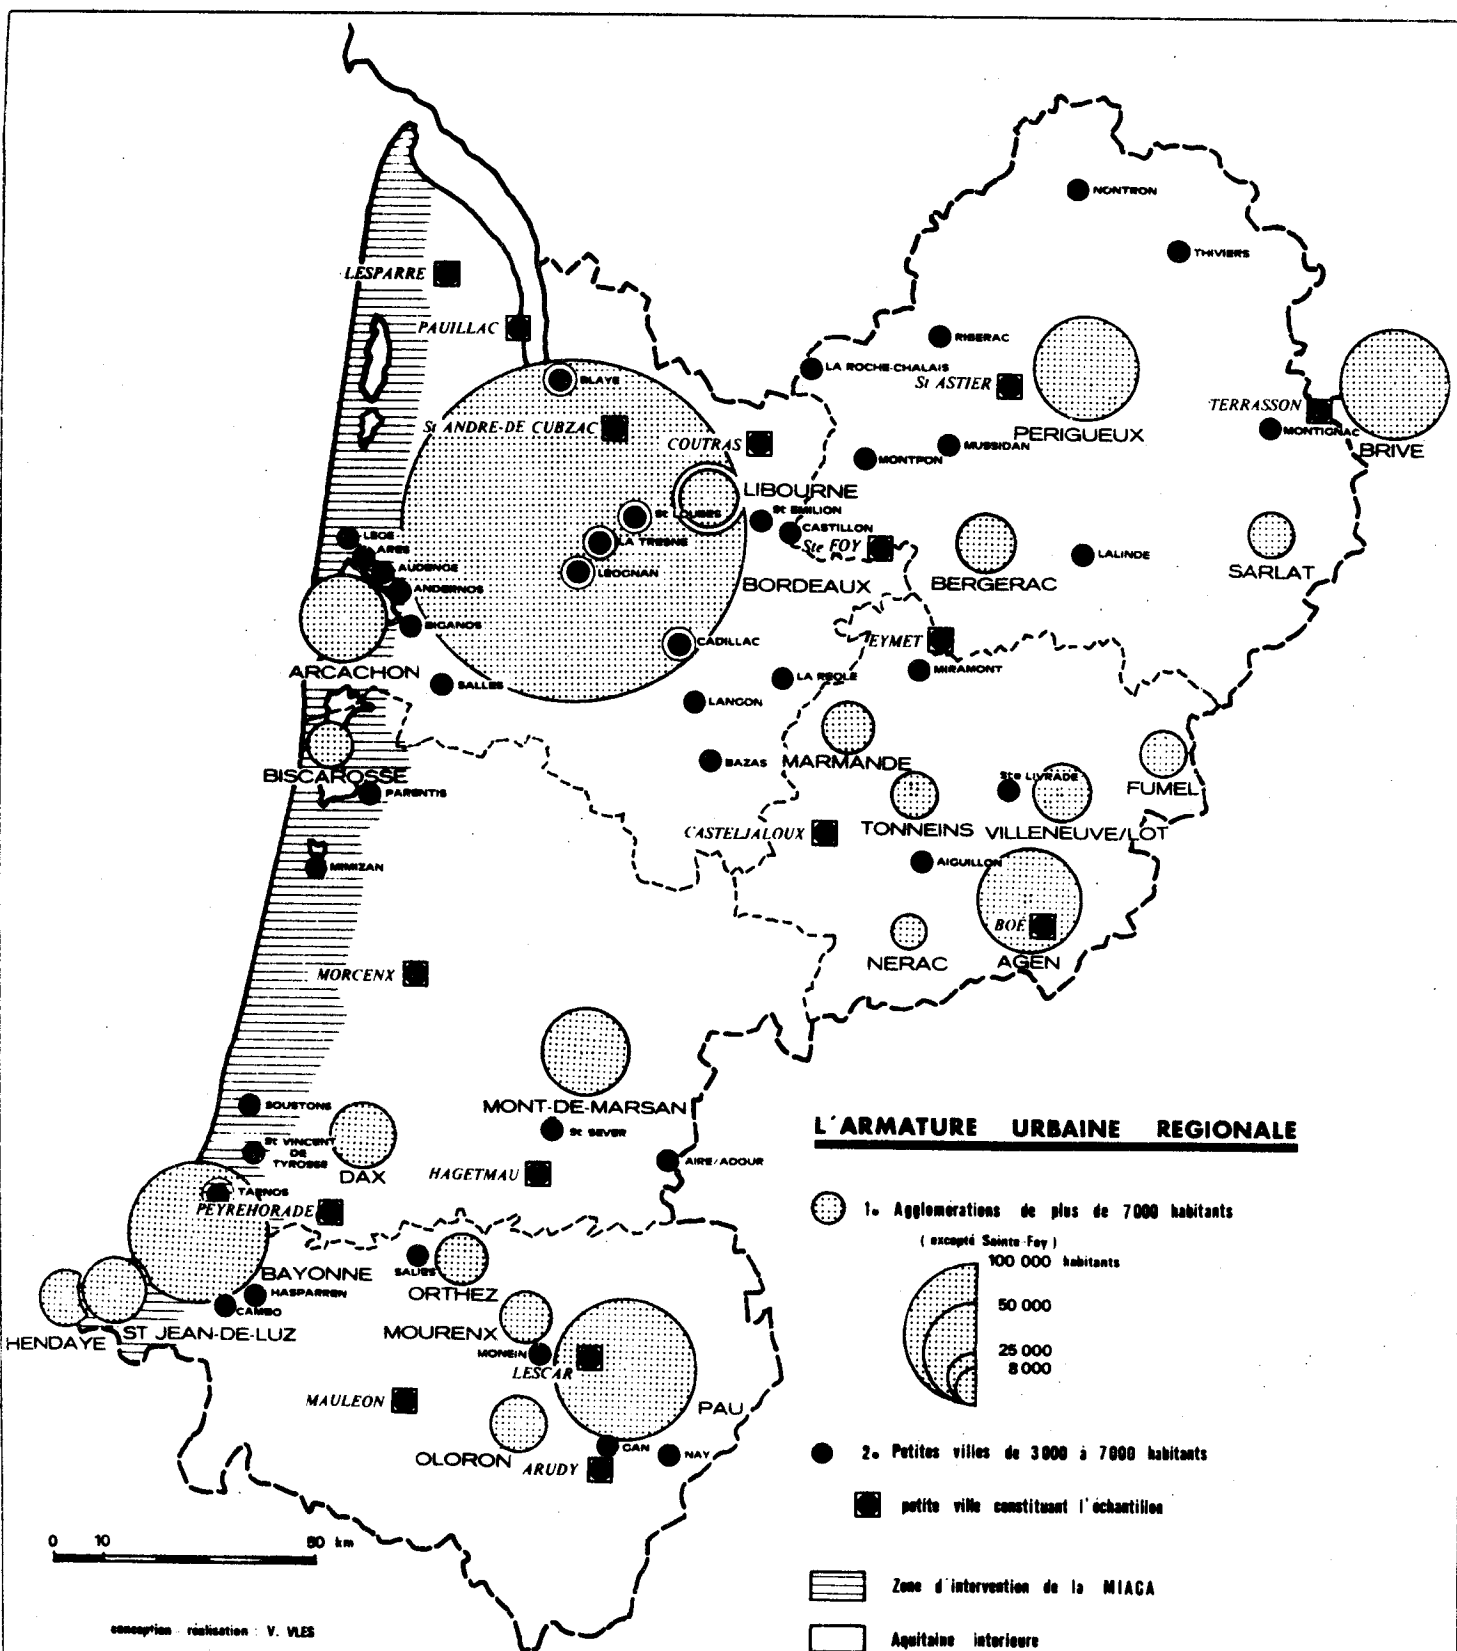 NONTRON
THIVIERS
LESPARRE
PAUILLAC
RIBERAC
LA ROCHE-CHALAIS
St ASTIER
BLAYE
TERRASSON
PERIGUEUX
MONTIGNAC
BRIVE
St ANDRE-DE CUBZAC
COUTRAS
MUSSIDAN
MONTPON
LIBOURNE
St EMILION
St LOUBES
CASTILLON
LEGE
ARES
LA TRESNE
Ste FOY
LALINDE
AUDENGE
LEOGNAN
BORDEAUX
BERGERAC
SARLAT
ANDERNOS
BIGANOS
CADILLAC
EYMET
ARCACHON
MIRAMONT
SALLES
LA REOLE
LANGON
BISCAROSSE
BAZAS
MARMANDE
PARENTIS
Ste LIVRADE
FUMEL
CASTELJALOUX
TONNEINS
VILLENEUVE/LOT
MIMIZAN
AIGUILLON
BOÉ
NERAC
AGEN
MORCENX
SOUSTONS
MONT-DE-MARSAN
St SEVER
St VINCENT
DE
TYROSSE
DAX
HAGETMAU
AIRE/ADOUR
TARNOS
PEYREHORADE
BAYONNE
SALIES
ORTHEZ
HASPARREN
CAMBO
HENDAYE
ST JEAN-DE-LUZ
MOURENX
MONEIN
LESCAR
MAULEON
PAU
OLORON
GAN
NAY
ARUDY
L'ARMATURE URBAINE REGIONALE
1. Agglomérations de plus de 7000 habitants
( excepté Sainte-Foy )
100 000 habitants
50 000
25 000
8 000
2. Petites villes de 3000 à 7000 habitants
petite ville constituant l'échantillon
Zone d'intervention de la MIACA
Aquitaine interieure
0 10 50 km
conception réalisation : V. VLES